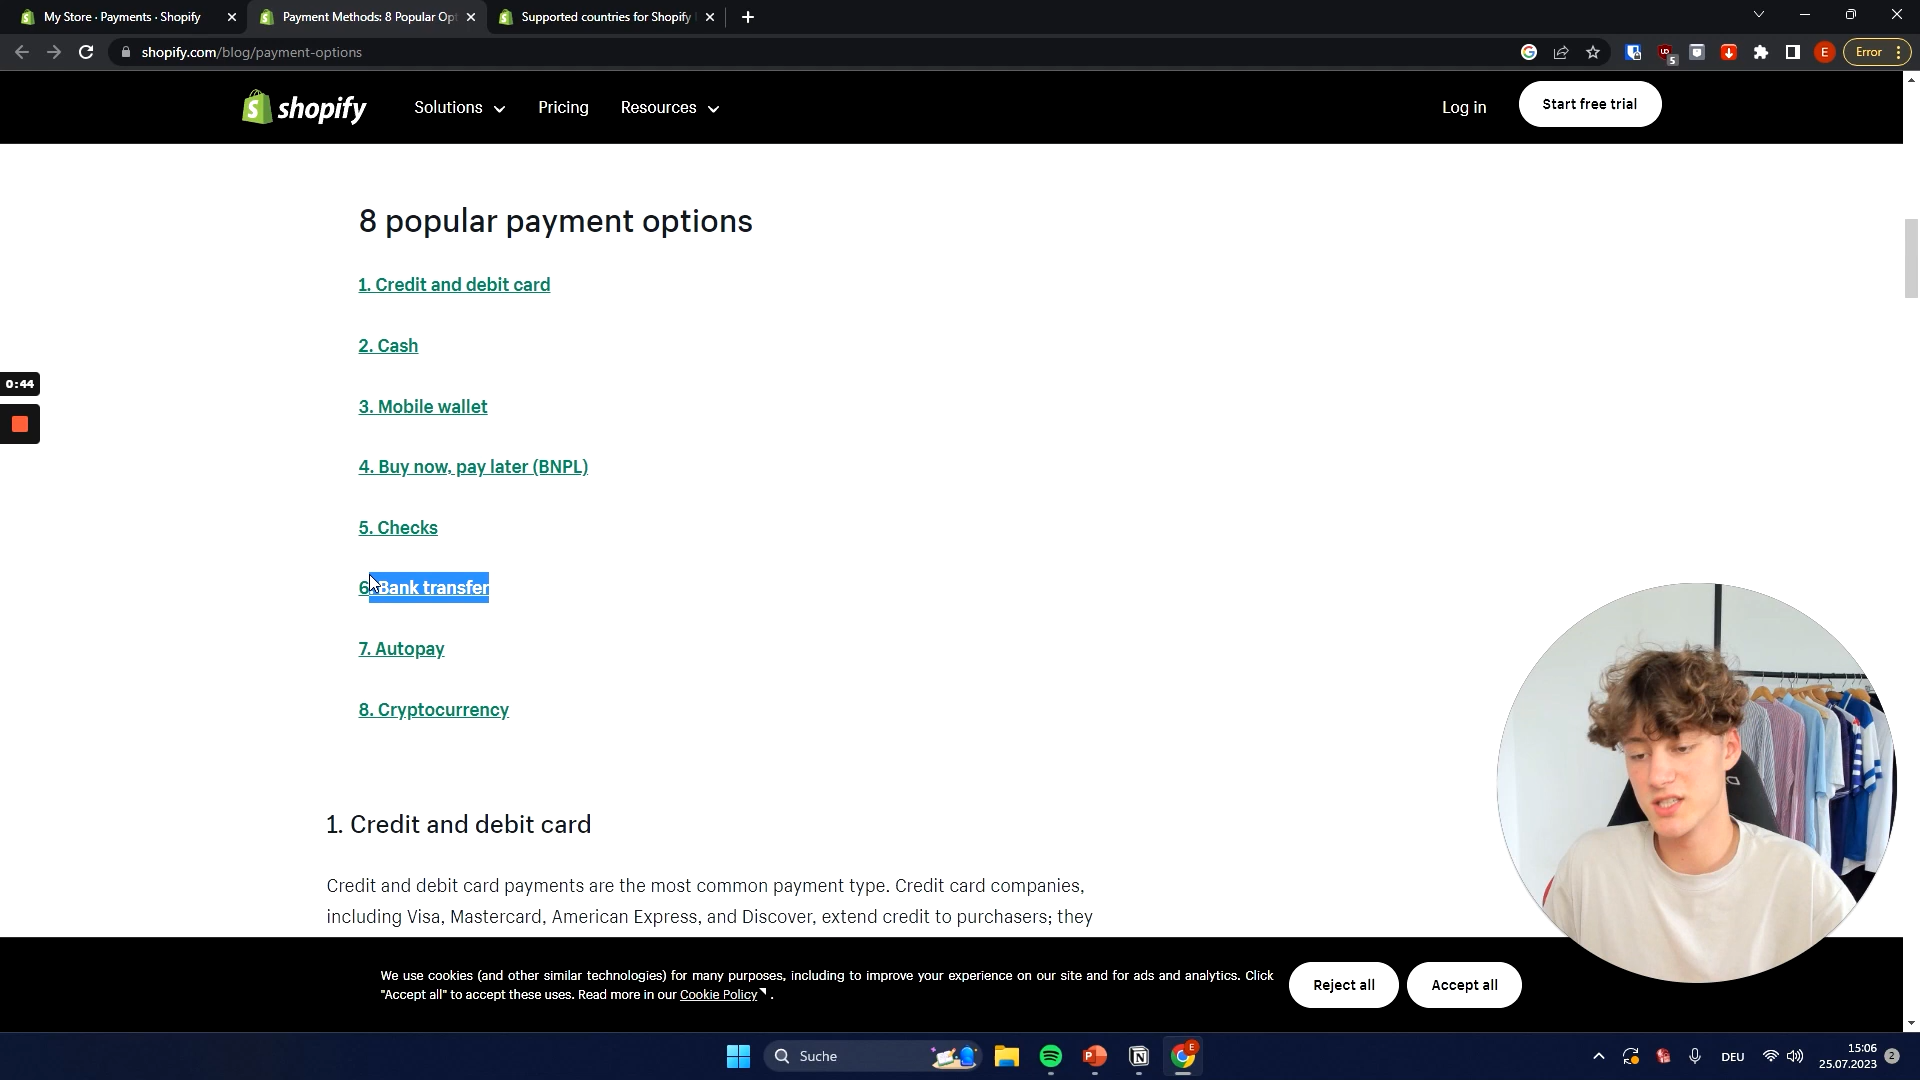 My Store · Payments · Shopify
Payment Methods: 8 Popular Opt
Supported countries for Shopify
shopify.com/blog/payment-options
5
E
Error
shopify
Solutions
Pricing
Resources
Log in
Start free trial
8 popular payment options
1. Credit and debit card
2. Cash
3. Mobile wallet
0:44
4. Buy now, pay later (BNPL)
5. Checks
6. Bank transfer
7. Autopay
8. Cryptocurrency
1. Credit and debit card
Credit and debit card payments are the most common payment type. Credit card companies,
including Visa, Mastercard, American Express, and Discover, extend credit to purchasers; they
We use cookies (and other similar technologies) for many purposes, including to improve your experience on our site and for ads and analytics. Click
"Accept all" to accept these uses. Read more in our Cookie Policy.
Reject all
Accept all
Suche
E
DEU
15:06
25.07.2023
2